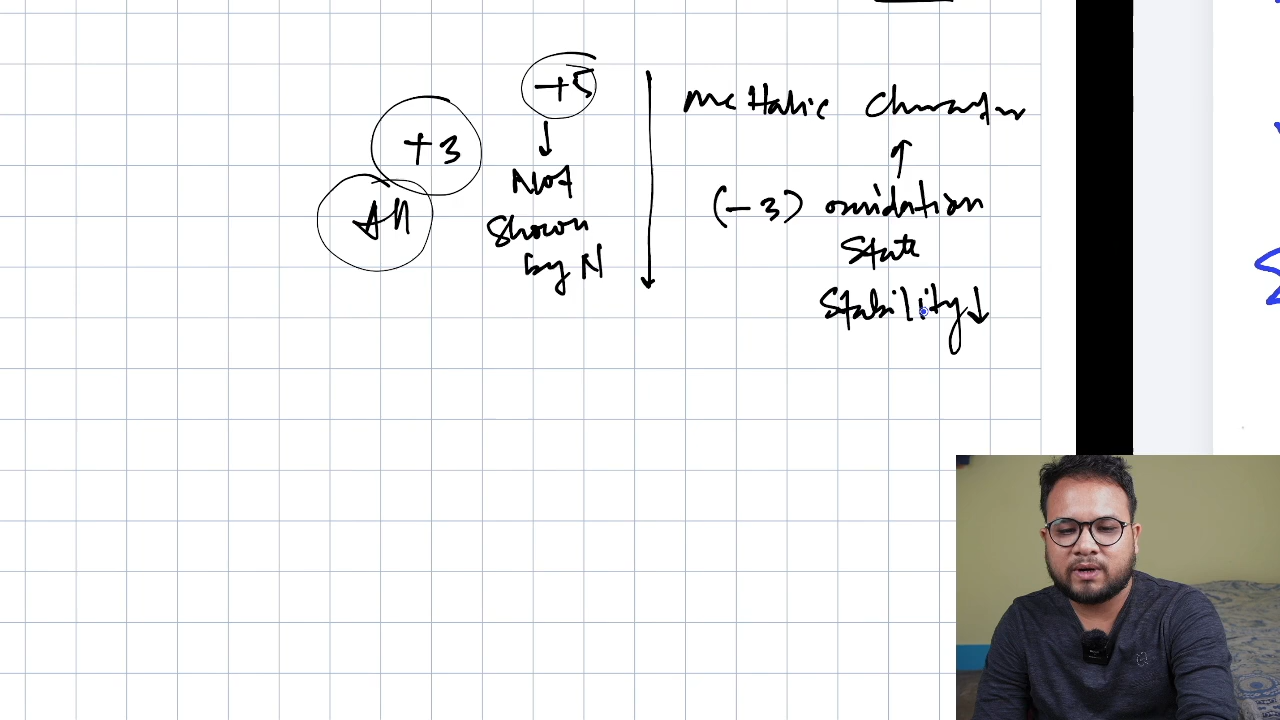 +5
+3
All
Not
Shown
by N
Metallic Character
↑
(-3) oxidation
State
Stability↓